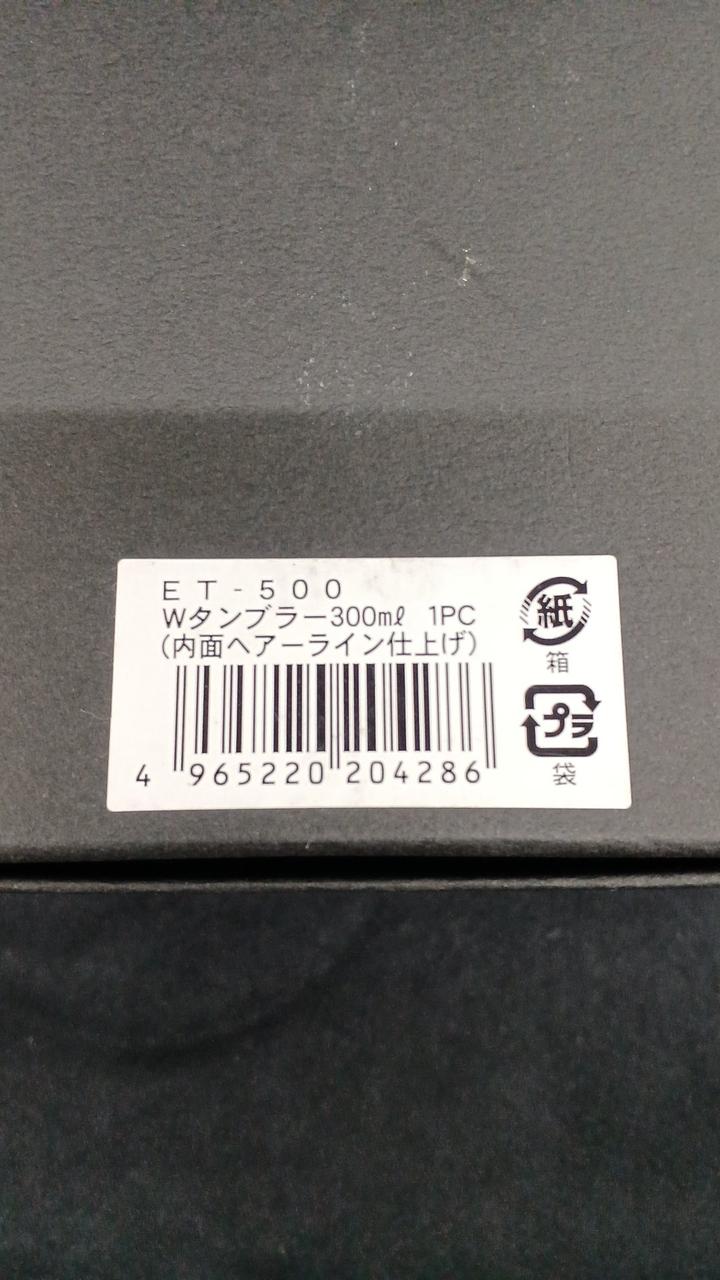 ET-500
Wタンブラー300㎖ 1PC
(内面ヘアーライン仕上げ)
4 965220 204286
紙
箱
プラ
袋